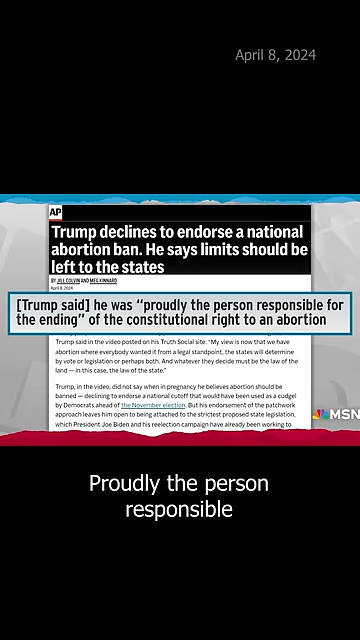 April 8, 2024
AP
Trump declines to endorse a national
abortion ban. He says limits should be
left to the states
BY JILL COLVIN AND MEG KINNARD
April 8, 2024
[Trump said] he was "proudly the person responsible for
the ending" of the constitutional right to an abortion
Trump said in the video posted on his Truth Social site. "My view is now that we
have abortion where everybody wanted it from a legal standpoint, the states will
determine by vote or legislation or perhaps both. And whatever they decide must be the law of the
land — in this case, the law of the state."
Trump, in the video, did not say when in pregnancy he believes abortion should be
banned — declining to endorse a national cutoff that would have been used as a cudgel
by Democrats ahead of the November election. But his endorsement of the patchwork
approach leaves him open to being attached to the strictest proposed state legislation,
which President Joe Biden and his reelection campaign have already been working to
MSN
Proudly the person
responsible